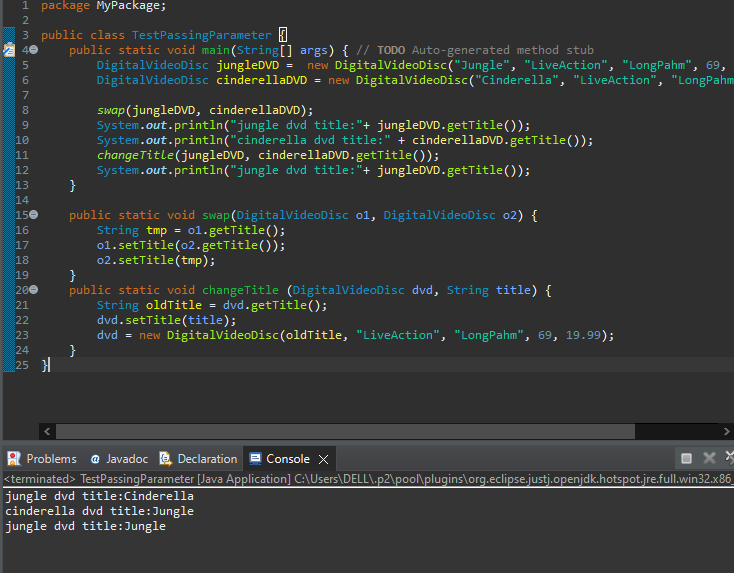 1 package MyPackage;
2
3 public class TestPassingParameter {
4 public static void main(String[] args) { // TODO Auto-generated method stub
5 DigitalVideoDisc jungleDVD =  new DigitalVideoDisc("Jungle", "LiveAction", "LongPahm", 69,
6 DigitalVideoDisc cinderellaDVD = new DigitalVideoDisc("Cinderella", "LiveAction", "LongPahm
7
8 swap(jungleDVD, cinderellaDVD);
9 System.out.println("jungle dvd title:"+ jungleDVD.getTitle());
10 System.out.println("cinderella dvd title:" + cinderellaDVD.getTitle());
11 changeTitle(jungleDVD, cinderellaDVD.getTitle());
12 System.out.println("jungle dvd title:"+ jungleDVD.getTitle());
13 }
14
15 public static void swap(DigitalVideoDisc o1, DigitalVideoDisc o2) {
16 String tmp = o1.getTitle();
17 o1.setTitle(o2.getTitle());
18 o2.setTitle(tmp);
19 }
20 public static void changeTitle (DigitalVideoDisc dvd, String title) {
21 String oldTitle = dvd.getTitle();
22 dvd.setTitle(title);
23 dvd = new DigitalVideoDisc(oldTitle, "LiveAction", "LongPahm", 69, 19.99);
24 }
25 }
Problems @ Javadoc Declaration Console
<terminated> TestPassingParameter [Java Application] C:\Users\DELL\.p2\pool\plugins\org.eclipse.justj.openjdk.hotspot.jre.full.win32.x86_
jungle dvd title:Cinderella
cinderella dvd title:Jungle
jungle dvd title:Jungle